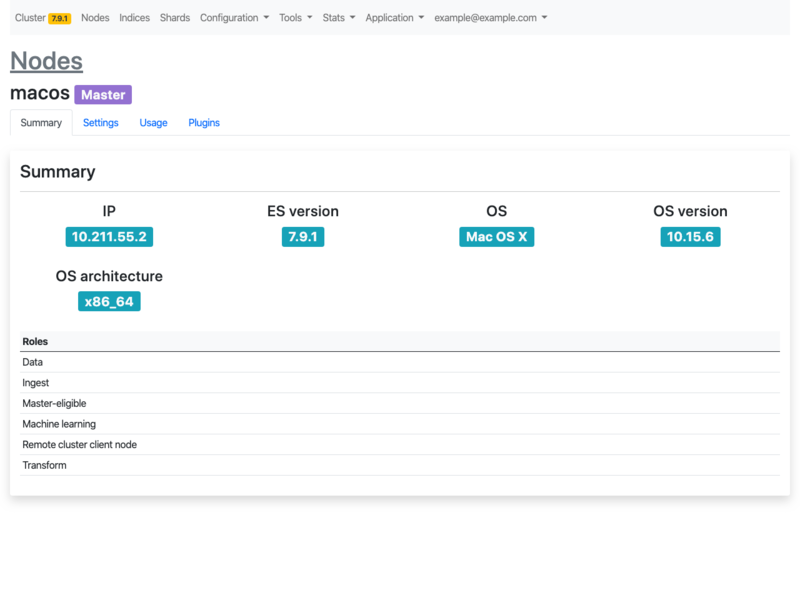 Cluster 7.9.1 Nodes Indices Shards Configuration Tools Stats Application example@example.com
Nodes
macos Master
Summary Settings Usage Plugins
Summary
IP ES version OS OS version
10.211.55.2 7.9.1 Mac OS X 10.15.6
OS architecture
x86_64
Roles
Data
Ingest
Master-eligible
Machine learning
Remote cluster client node
Transform